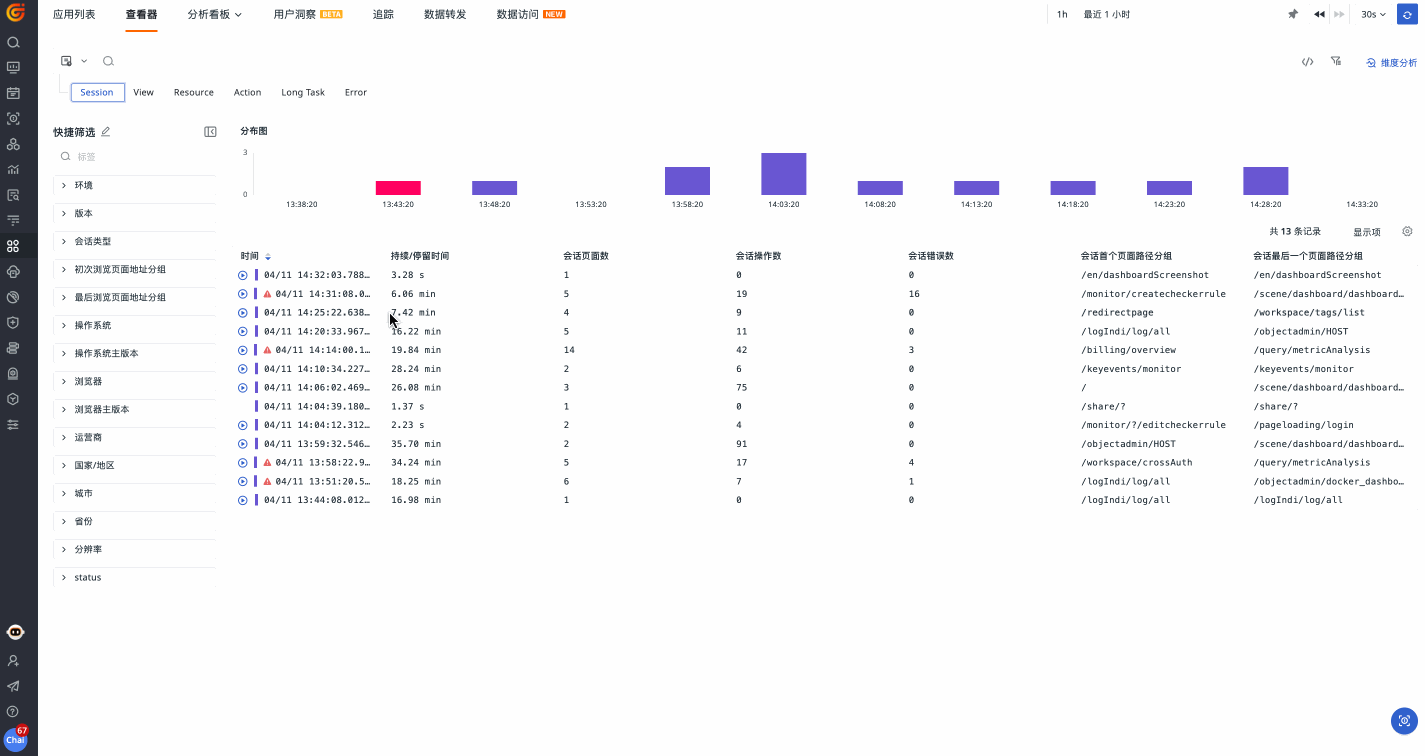 应用列表 查看器 分析看板 用户洞察 BETA 追踪 数据转发 数据访问 NEW 1h 最近 1 小时 30s
维度分析
Session View Resource Action Long Task Error
快捷筛选
标签
环境
版本
会话类型
初次浏览页面地址分组
最后浏览页面地址分组
操作系统
操作系统主版本
浏览器
浏览器主版本
运营商
国家/地区
城市
省份
分辨率
status
分布图
3
0
13:38:20 13:43:20 13:48:20 13:53:20 13:58:20 14:03:20 14:08:20 14:13:20 14:18:20 14:23:20 14:28:20 14:33:20
共 13 条记录 显示项
时间 持续/停留时间 会话页面数 会话操作数 会话错误数 会话首个页面路径分组 会话最后一个页面路径分组
04/11 14:32:03.788… 3.28 s 1 0 0 /en/dashboardScreenshot /en/dashboardScreenshot
04/11 14:31:08.0… 6.06 min 5 19 16 /monitor/createcheckerrule /scene/dashboard/dashboard…
04/11 14:25:22.638… 7.42 min 4 9 0 /redirectpage /workspace/tags/list
04/11 14:20:33.967… 16.22 min 5 11 0 /logIndi/log/all /objectadmin/HOST
04/11 14:14:00.1… 19.84 min 14 42 3 /billing/overview /query/metricAnalysis
04/11 14:10:34.227… 28.24 min 2 6 0 /keyevents/monitor /keyevents/monitor
04/11 14:06:02.469… 26.08 min 3 75 0 / /scene/dashboard/dashboard…
04/11 14:04:39.180… 1.37 s 1 0 0 /share/? /share/?
04/11 14:04:12.312… 2.23 s 2 4 0 /monitor/?/editcheckerrule /pageloading/login
04/11 13:59:32.546… 35.70 min 2 91 0 /objectadmin/HOST /scene/dashboard/dashboard…
04/11 13:58:22.9… 34.24 min 5 17 4 /workspace/crossAuth /query/metricAnalysis
04/11 13:51:20.5… 18.25 min 6 7 1 /logIndi/log/all /objectadmin/docker_dashbo…
04/11 13:44:08.012… 16.98 min 1 0 0 /logIndi/log/all /logIndi/log/all
67
Chai